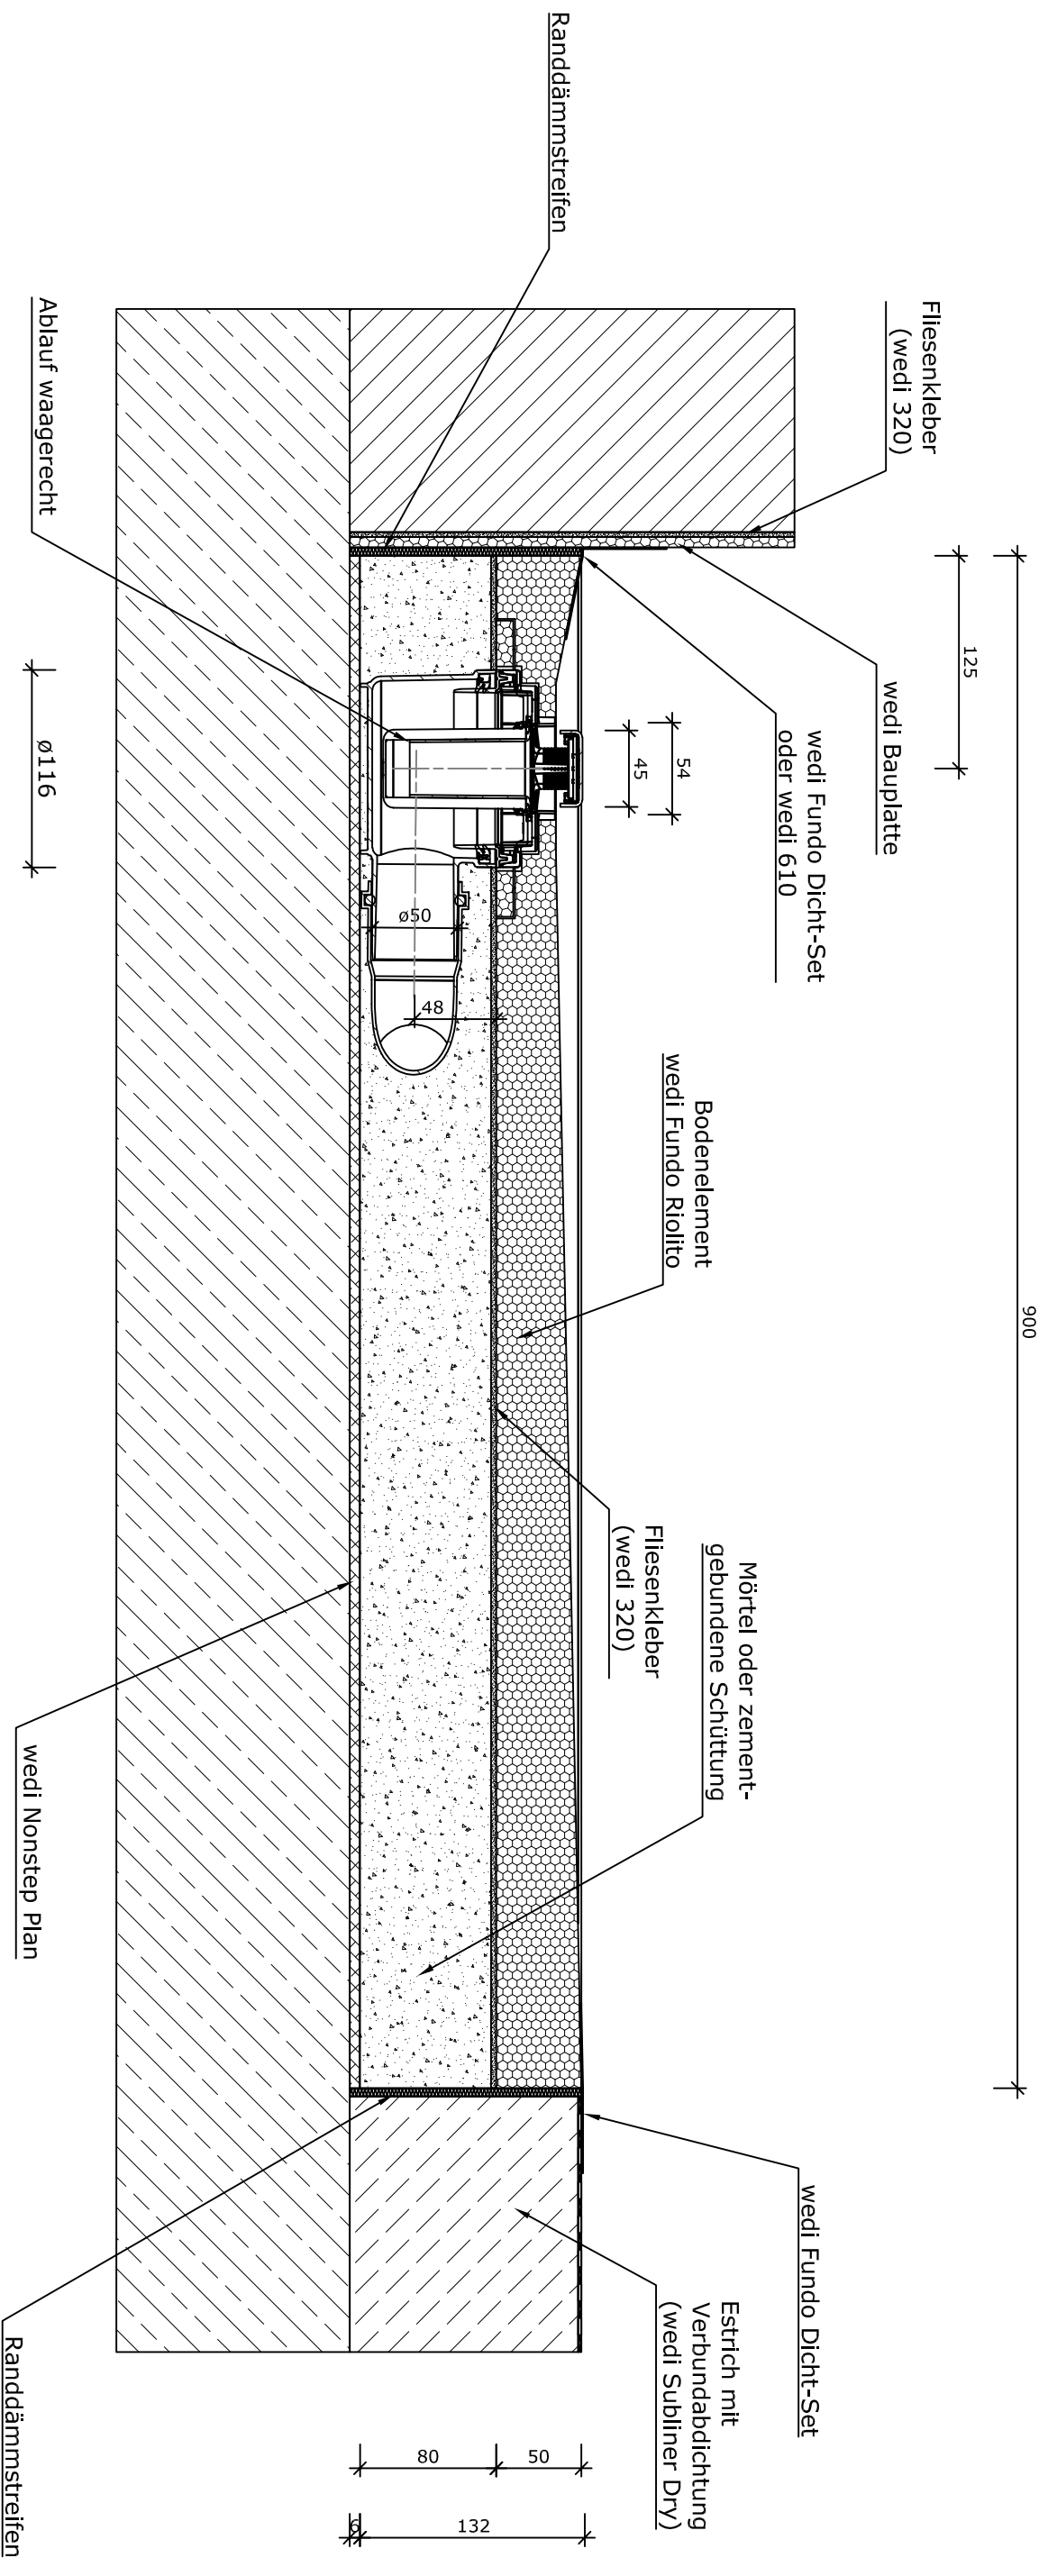 Randdämmstreifen
Ablauf waagerecht
ø116
Fliesenkleber
(wedi 320)
125
900
wedi Bauplatte
wedi Fundo Dicht-Set
oder wedi 610
54
45
ø50
48
Bodenelement
wedi Fundo Riolito
Fliesenkleber
(wedi 320)
Mörtel oder zement-
gebundene Schüttung
wedi Nonstep Plan
wedi Fundo Dicht-Set
Estrich mit
Verbundabdichtung
(wedi Subliner Dry)
Randdämmstreifen
80
50
6
132